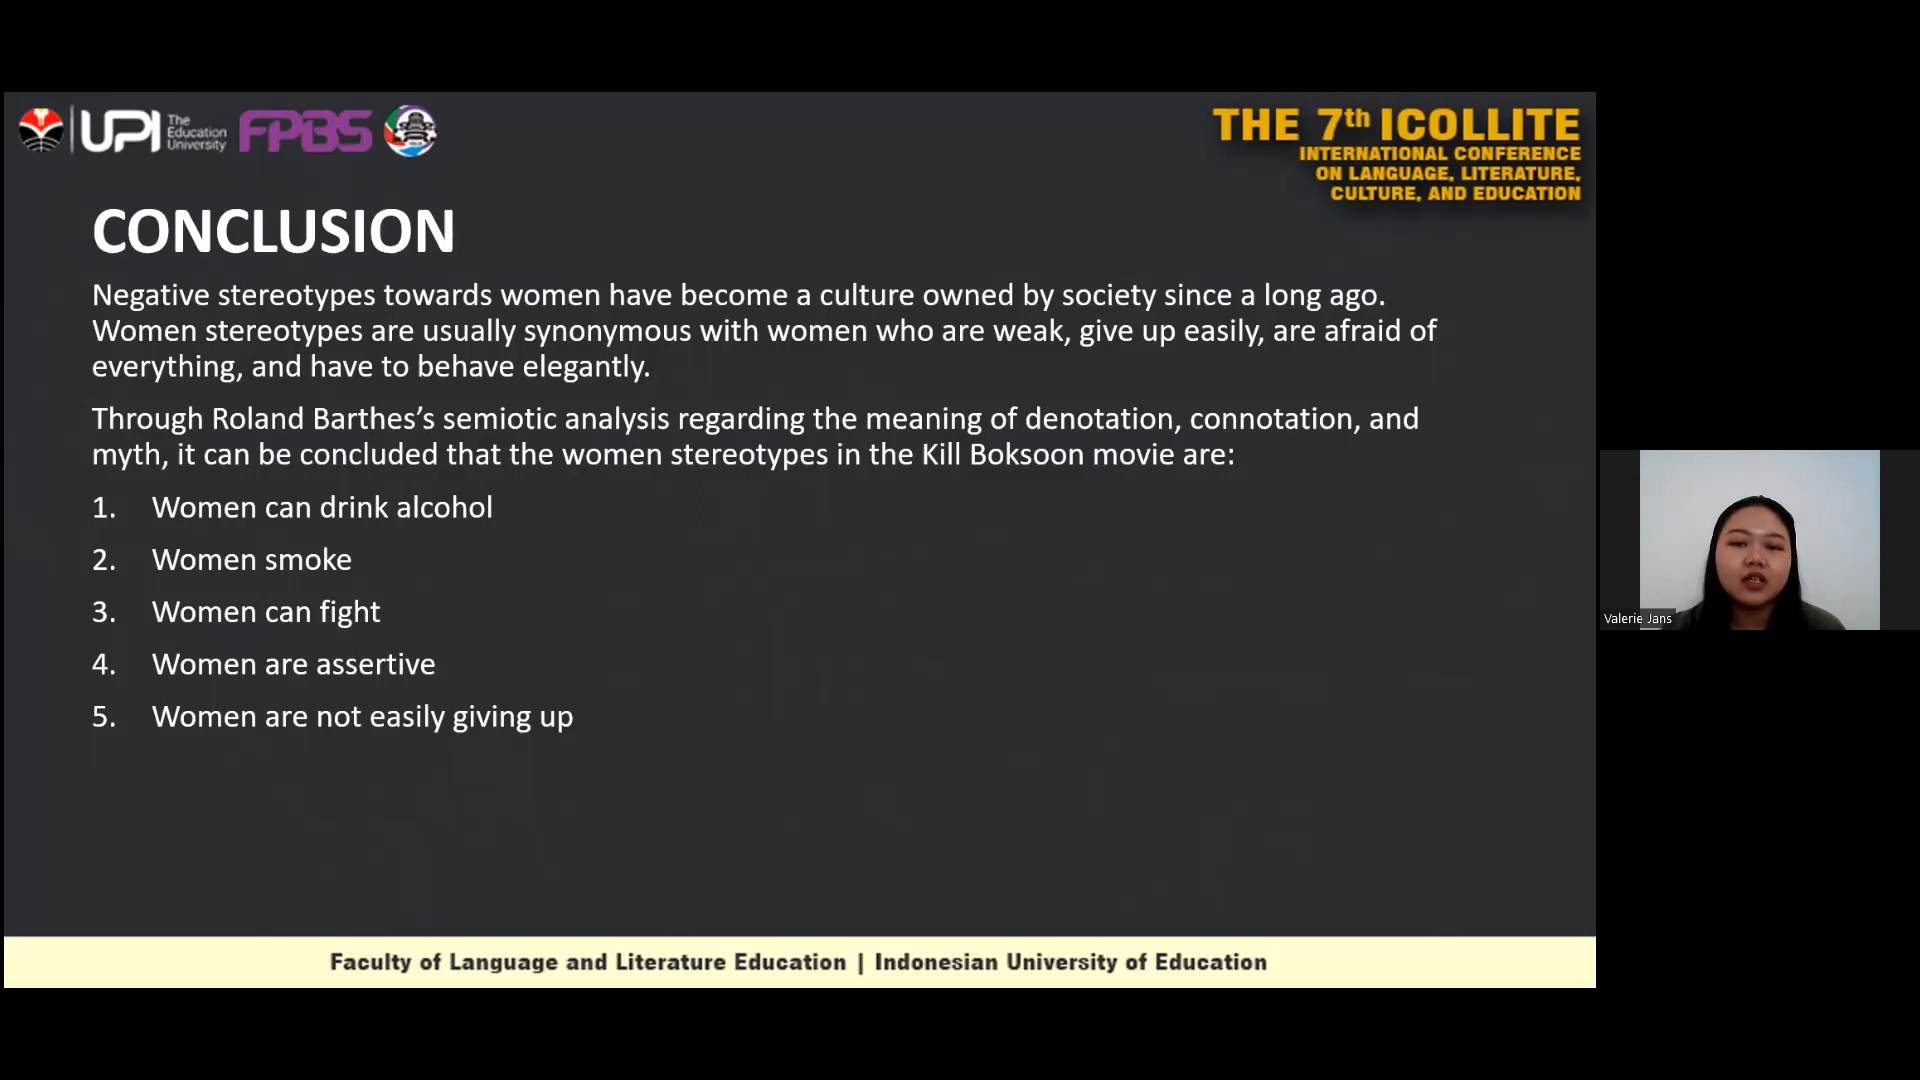 UPI The
Education
University FPBS
THE 7th ICOLLITE
INTERNATIONAL CONFERENCE
ON LANGUAGE, LITERATURE,
CULTURE, AND EDUCATION
CONCLUSION
Negative stereotypes towards women have become a culture owned by society since a long ago.
Women stereotypes are usually synonymous with women who are weak, give up easily, are afraid of
everything, and have to behave elegantly.
Through Roland Barthes’s semiotic analysis regarding the meaning of denotation, connotation, and
myth, it can be concluded that the women stereotypes in the Kill Boksoon movie are:
1. Women can drink alcohol
2. Women smoke
3. Women can fight
4. Women are assertive
5. Women are not easily giving up
Valerie Jans
Faculty of Language and Literature Education | Indonesian University of Education